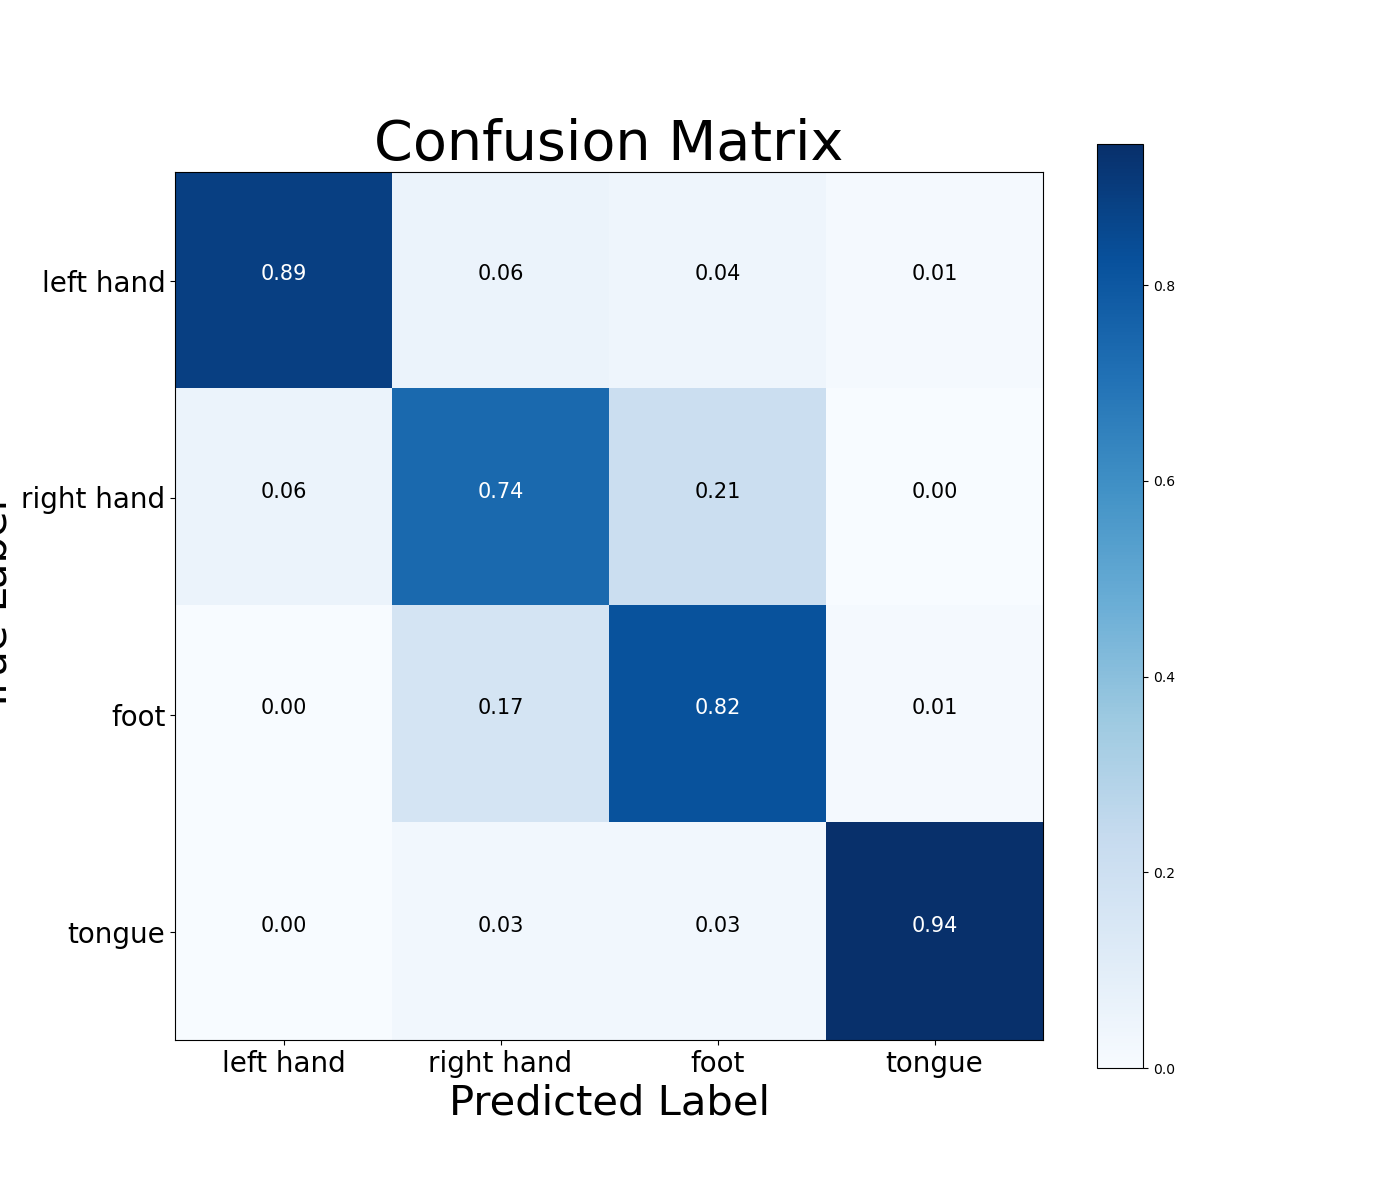 Confusion Matrix
left hand 0.89 0.06 0.04 0.01
right hand 0.06 0.74 0.21 0.00
foot 0.00 0.17 0.82 0.01
tongue 0.00 0.03 0.03 0.94
left hand right hand foot tongue
Predicted Label
0.8
0.6
0.4
0.2
0.0